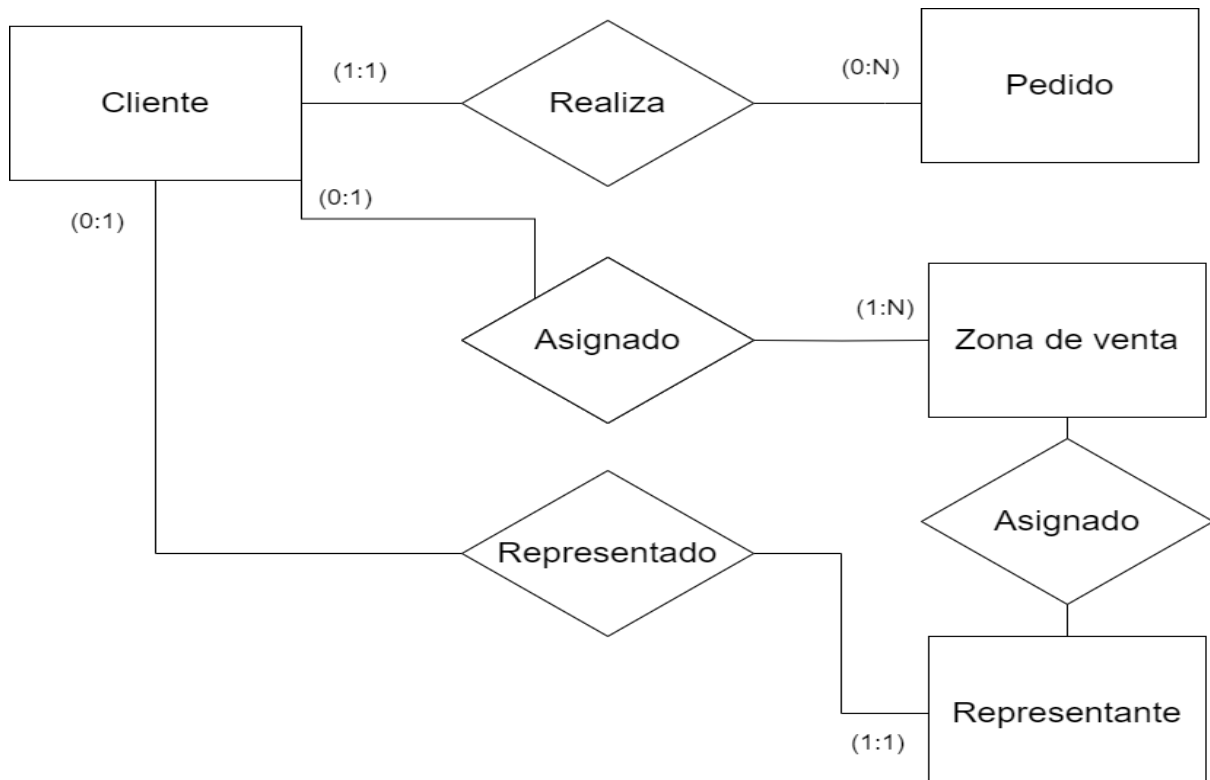 Cliente
(1:1)
Realiza
(0:N)
Pedido
(0:1)
(0:1)
Asignado
(1:N)
Zona de venta
Asignado
Representado
(1:1)
Representante